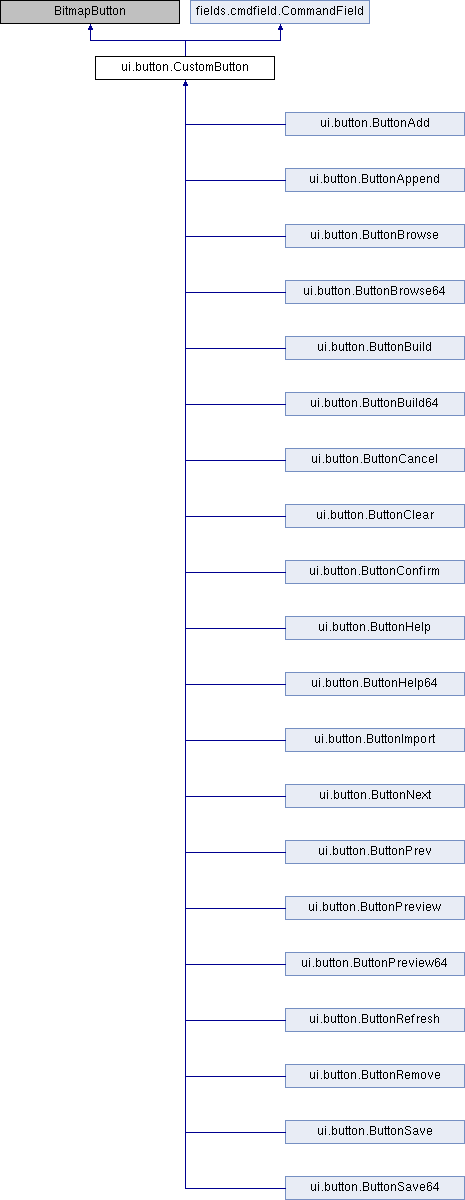 BitmapButton
fields.cmdfield.CommandField
ui.button.CustomButton
ui.button.ButtonAdd
ui.button.ButtonAppend
ui.button.ButtonBrowse
ui.button.ButtonBrowse64
ui.button.ButtonBuild
ui.button.ButtonBuild64
ui.button.ButtonCancel
ui.button.ButtonClear
ui.button.ButtonConfirm
ui.button.ButtonHelp
ui.button.ButtonHelp64
ui.button.ButtonImport
ui.button.ButtonNext
ui.button.ButtonPrev
ui.button.ButtonPreview
ui.button.ButtonPreview64
ui.button.ButtonRefresh
ui.button.ButtonRemove
ui.button.ButtonSave
ui.button.ButtonSave64